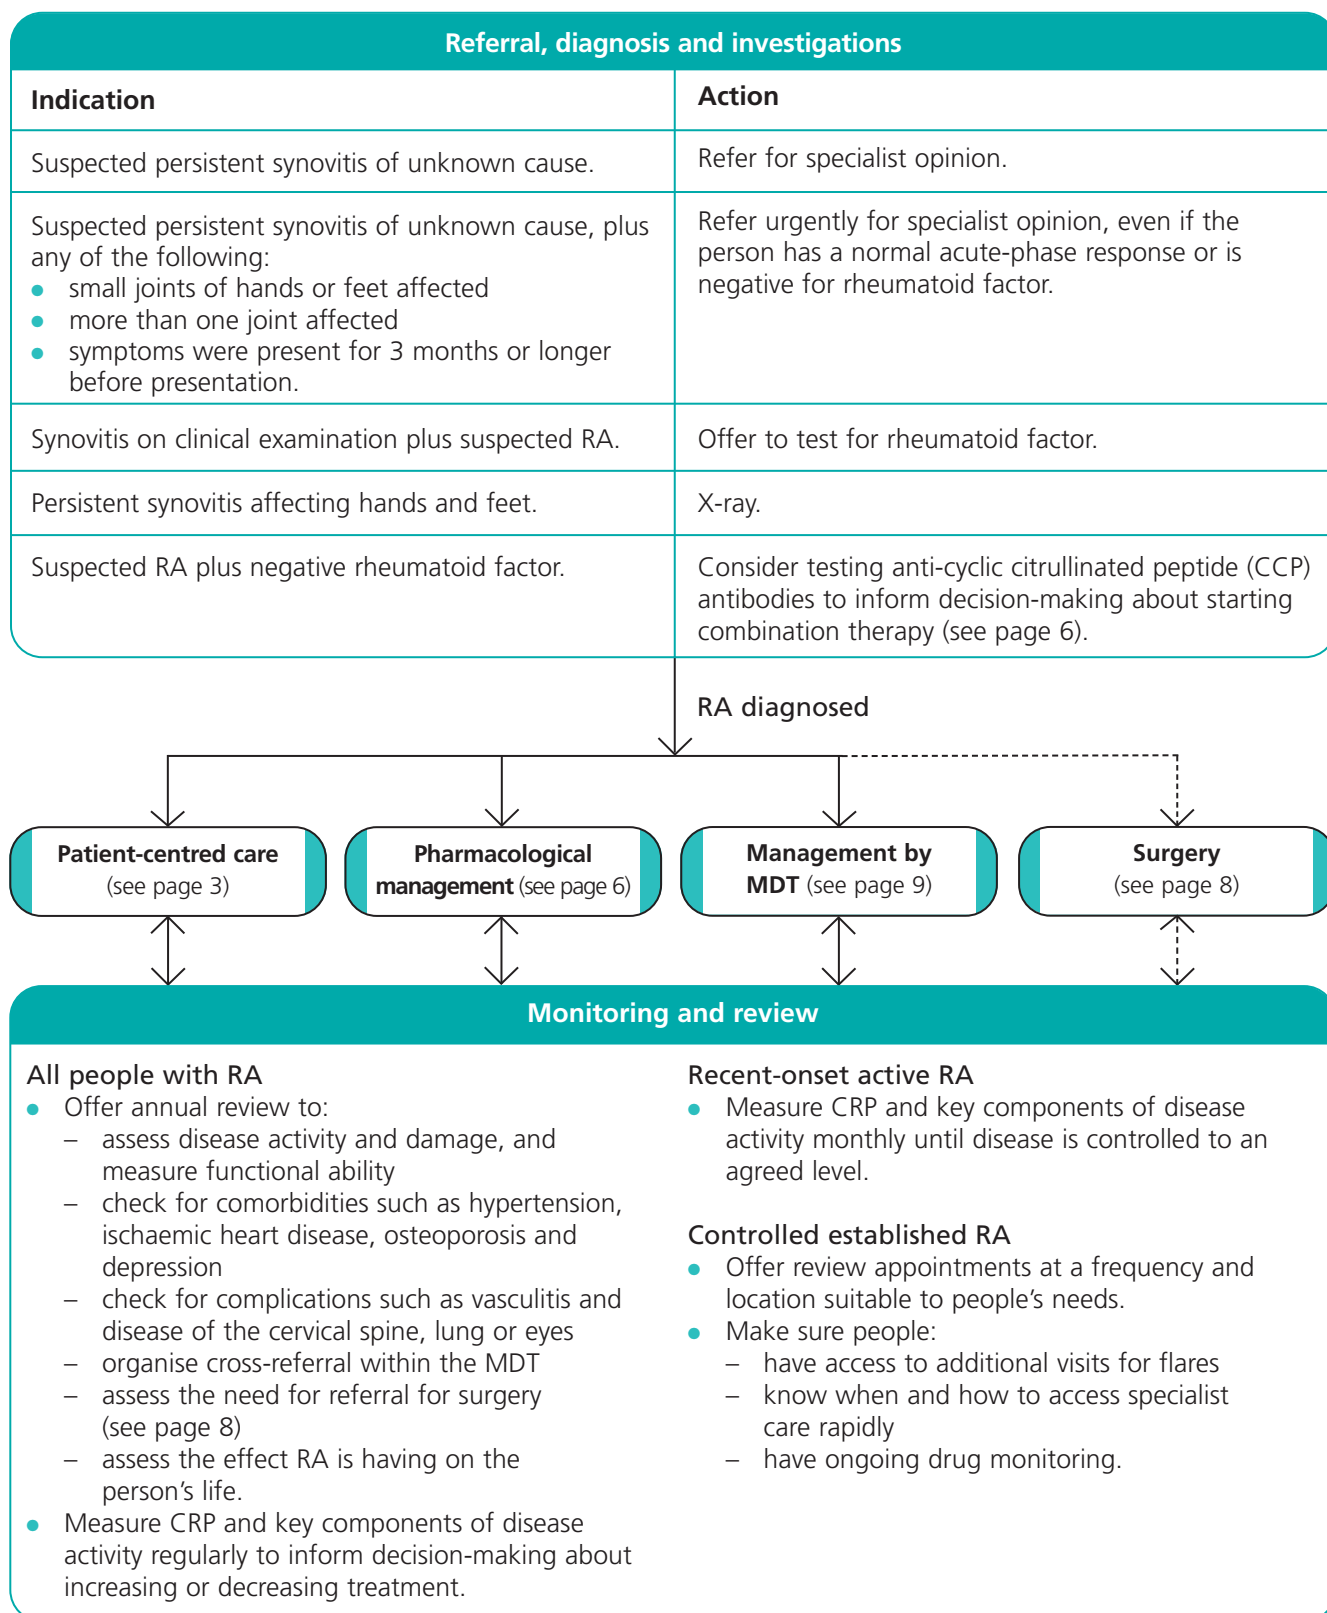 Referral, diagnosis and investigations
Indication
Action
Suspected persistent synovitis of unknown cause.
Refer for specialist opinion.
Suspected persistent synovitis of unknown cause, plus
any of the following:
● small joints of hands or feet affected
● more than one joint affected
● symptoms were present for 3 months or longer
before presentation.
Refer urgently for specialist opinion, even if the
person has a normal acute-phase response or is
negative for rheumatoid factor.
Synovitis on clinical examination plus suspected RA.
Offer to test for rheumatoid factor.
Persistent synovitis affecting hands and feet.
X-ray.
Suspected RA plus negative rheumatoid factor.
Consider testing anti-cyclic citrullinated peptide (CCP)
antibodies to inform decision-making about starting
combination therapy (see page 6).
RA diagnosed
Patient-centred care
(see page 3)
Pharmacological
management (see page 6)
Management by
MDT (see page 9)
Surgery
(see page 8)
Monitoring and review
All people with RA
● Offer annual review to:
– assess disease activity and damage, and
measure functional ability
– check for comorbidities such as hypertension,
ischaemic heart disease, osteoporosis and
depression
– check for complications such as vasculitis and
disease of the cervical spine, lung or eyes
– organise cross-referral within the MDT
– assess the need for referral for surgery
(see page 8)
– assess the effect RA is having on the
person's life.
● Measure CRP and key components of disease
activity regularly to inform decision-making about
increasing or decreasing treatment.
Recent-onset active RA
● Measure CRP and key components of disease
activity monthly until disease is controlled to an
agreed level.
Controlled established RA
● Offer review appointments at a frequency and
location suitable to people's needs.
● Make sure people:
– have access to additional visits for flares
– know when and how to access specialist
care rapidly
– have ongoing drug monitoring.